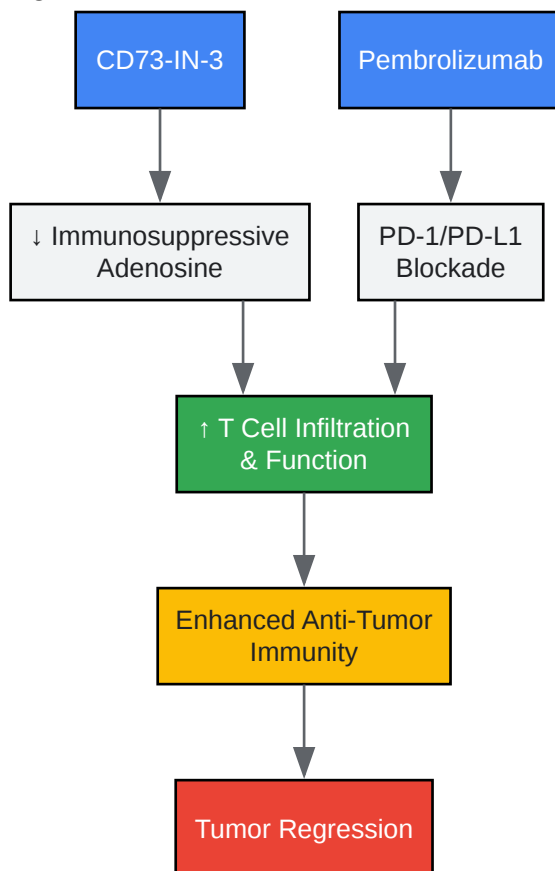 CD73-IN-3
Pembrolizumab
↓ Immunosuppressive
Adenosine
PD-1/PD-L1
Blockade
↑ T Cell Infiltration
& Function
Enhanced Anti-Tumor
Immunity
Tumor Regression